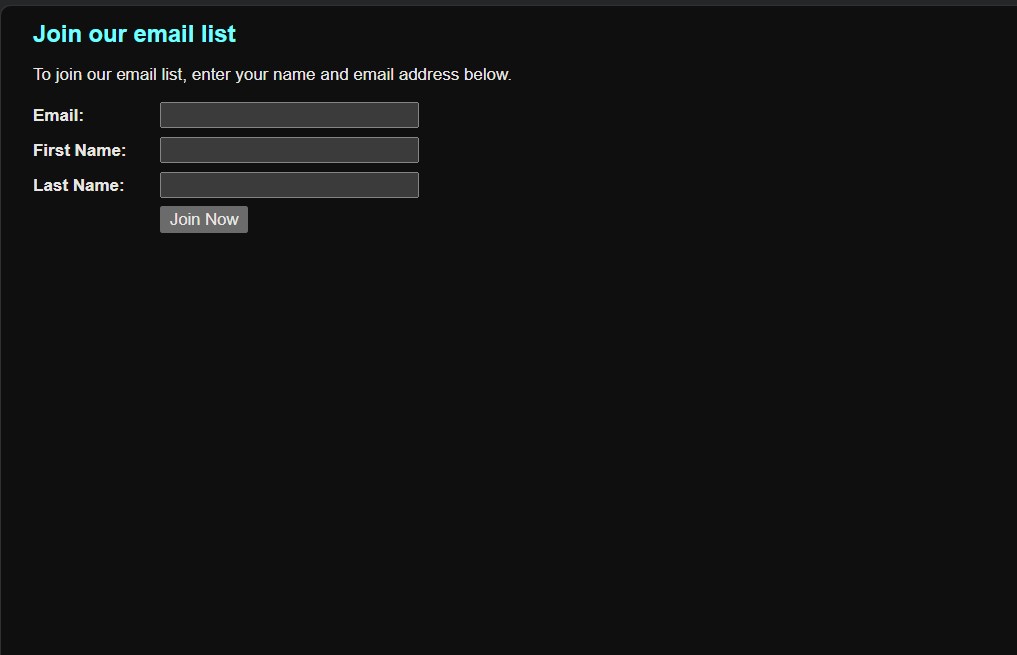 Join our email list
To join our email list, enter your name and email address below.
Email:
First Name:
Last Name:
Join Now